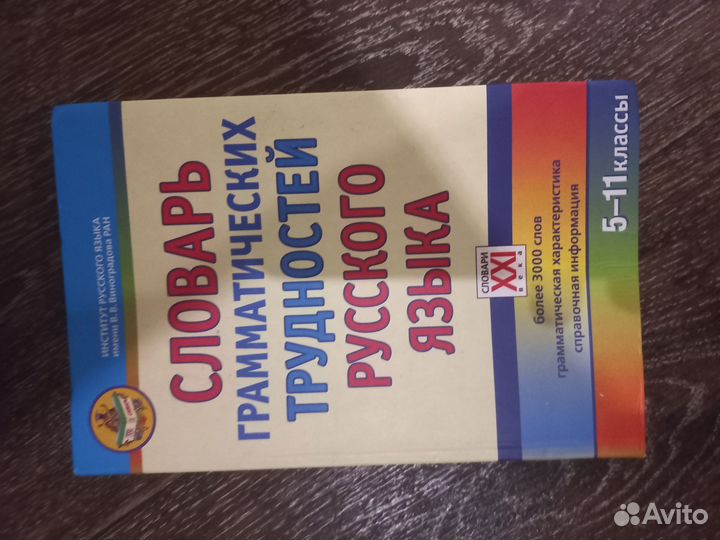 ИНСТИТУТ РУССКОГО ЯЗЫКА
имени В. В. Виноградова РАН
СЛОВАРЬ
ГРАММАТИЧЕСКИХ
ТРУДНОСТЕЙ
РУССКОГО
ЯЗЫКА
СЛОВАРИ
XXI
века
более 3000 слов
грамматическая характеристика
справочная информация
5–11 классы
Avito